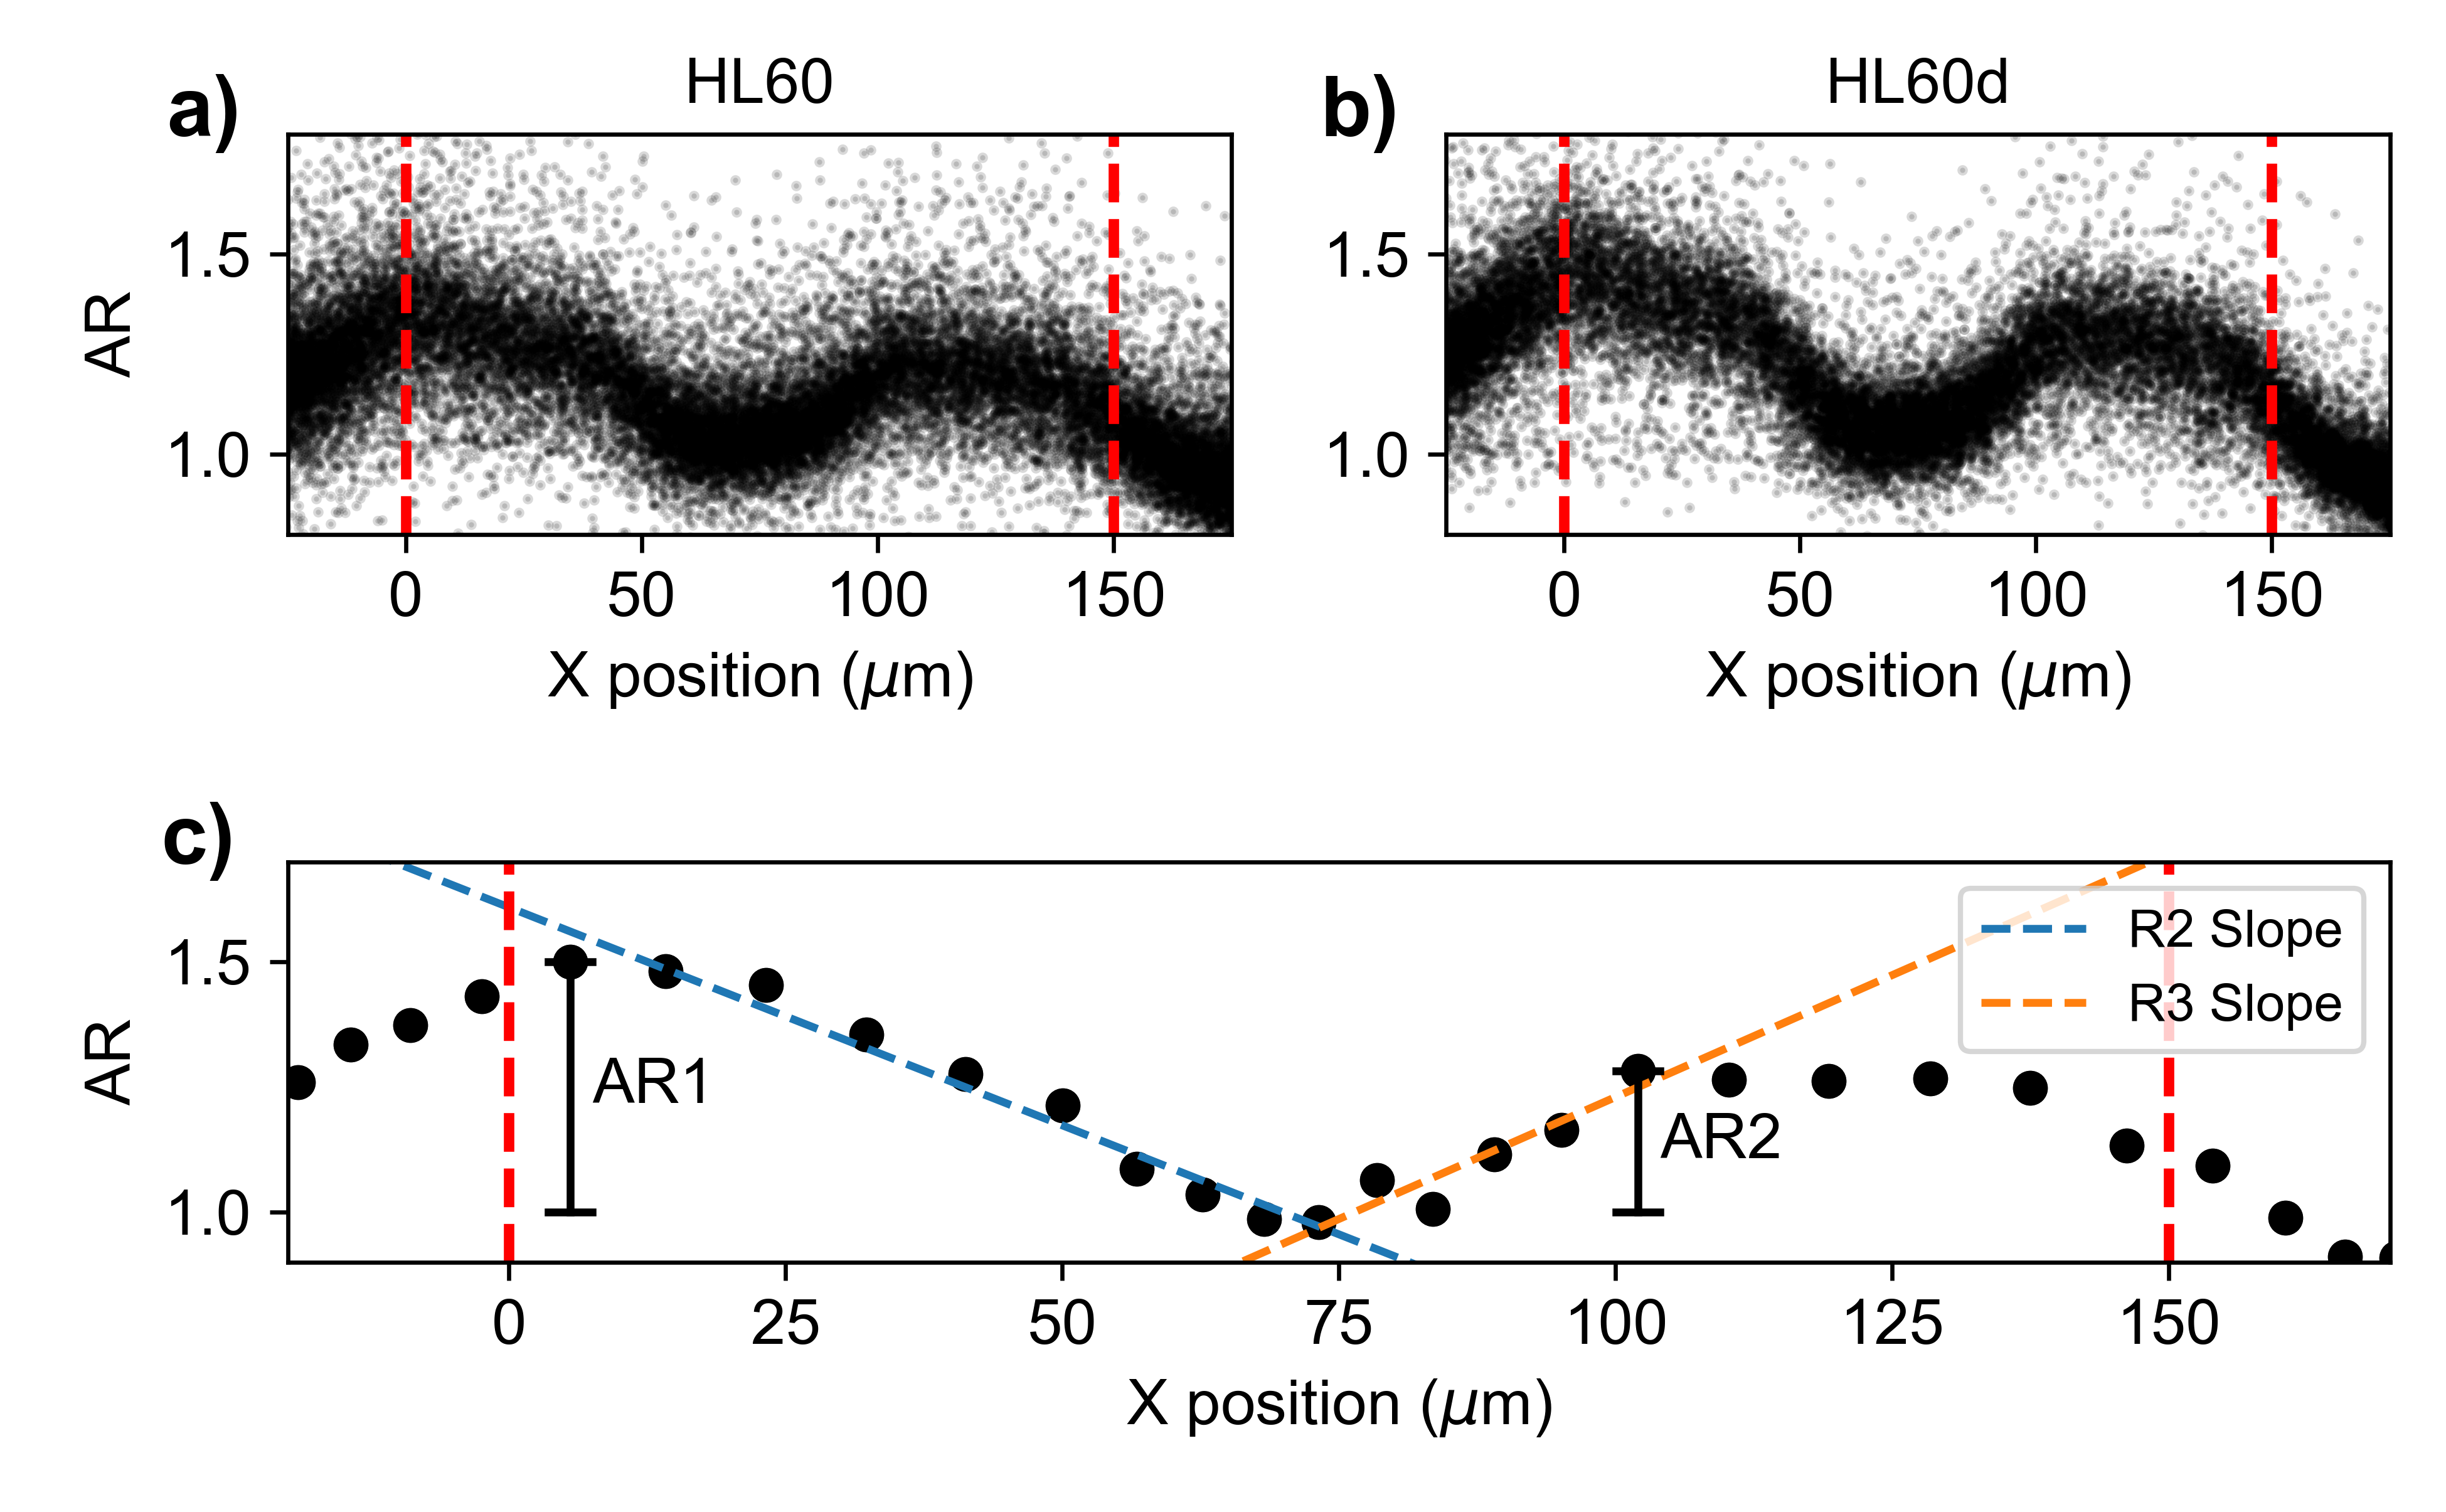 a)
HL60
AR
1.5
1.0
0 50 100 150
X position (μm)
b)
HL60d
1.5
1.0
0 50 100 150
X position (μm)
c)
AR
1.5
1.0
AR1
AR2
R2 Slope
R3 Slope
0 25 50 75 100 125 150
X position (μm)